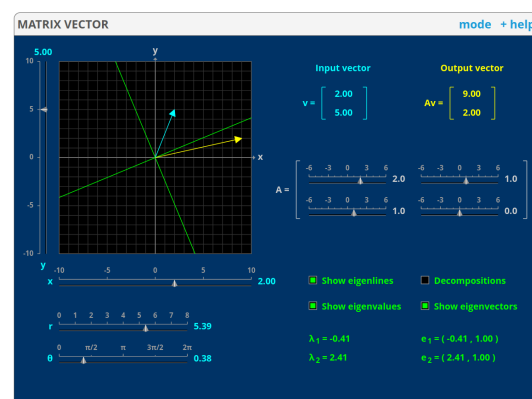 MATRIX VECTOR mode + help
5.00
y
10
5
0
-5
-10
y
x
-10 -5 0 5 10
x 2.00
0 1 2 3 4 5 6 7 8
r 5.39
0 π/2 π 3π/2 2π
θ 0.38
Input vector Output vector
v = 2.00 5.00
Av = 9.00 2.00
A =
-6 -3 0 3 6 2.0
-6 -3 0 3 6 1.0
-6 -3 0 3 6 1.0
-6 -3 0 3 6 0.0
Show eigenlines Decompositions
Show eigenvalues Show eigenvectors
λ1 = -0.41 e1 = ( -0.41 , 1.00 )
λ2 = 2.41 e2 = ( 2.41 , 1.00 )